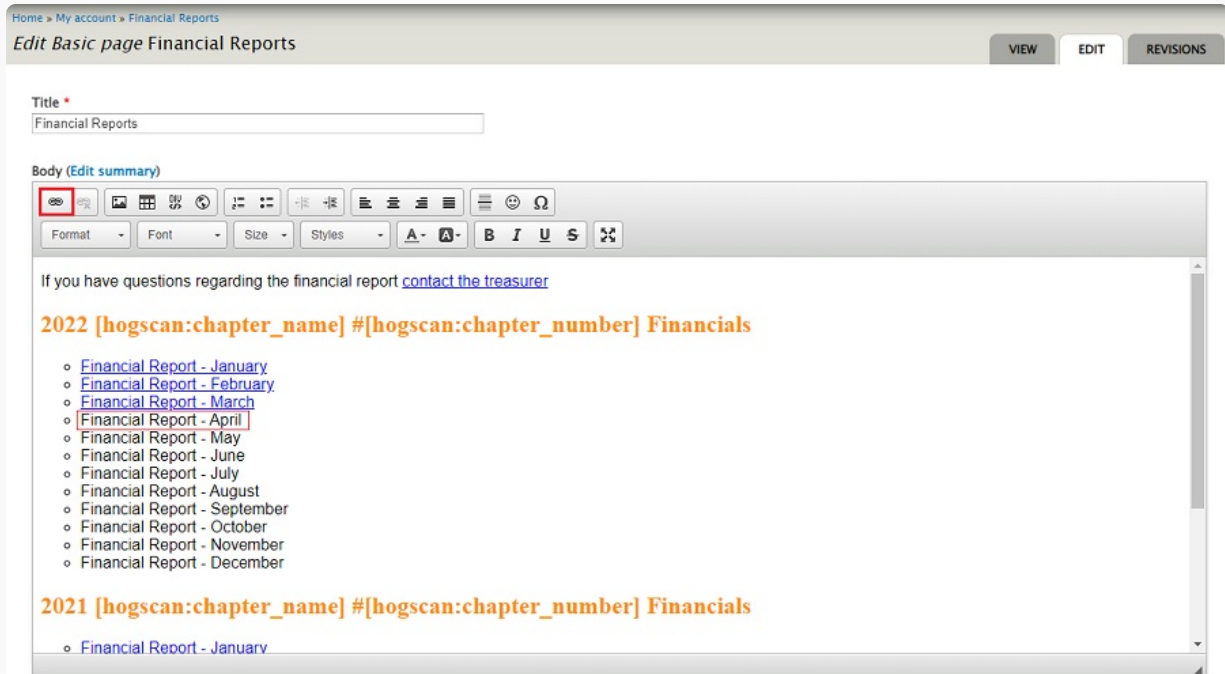 Home » My account » Financial Reports
Edit Basic page Financial Reports
VIEW EDIT REVISIONS
Title *
Financial Reports
Body (Edit summary)
Format Font Size Styles A A B I U S
If you have questions regarding the financial report contact the treasurer
2022 [hogscan:chapter_name] #[hogscan:chapter_number] Financials
Financial Report - January
Financial Report - February
Financial Report - March
Financial Report - April
Financial Report - May
Financial Report - June
Financial Report - July
Financial Report - August
Financial Report - September
Financial Report - October
Financial Report - November
Financial Report - December
2021 [hogscan:chapter_name] #[hogscan:chapter_number] Financials
Financial Report - January